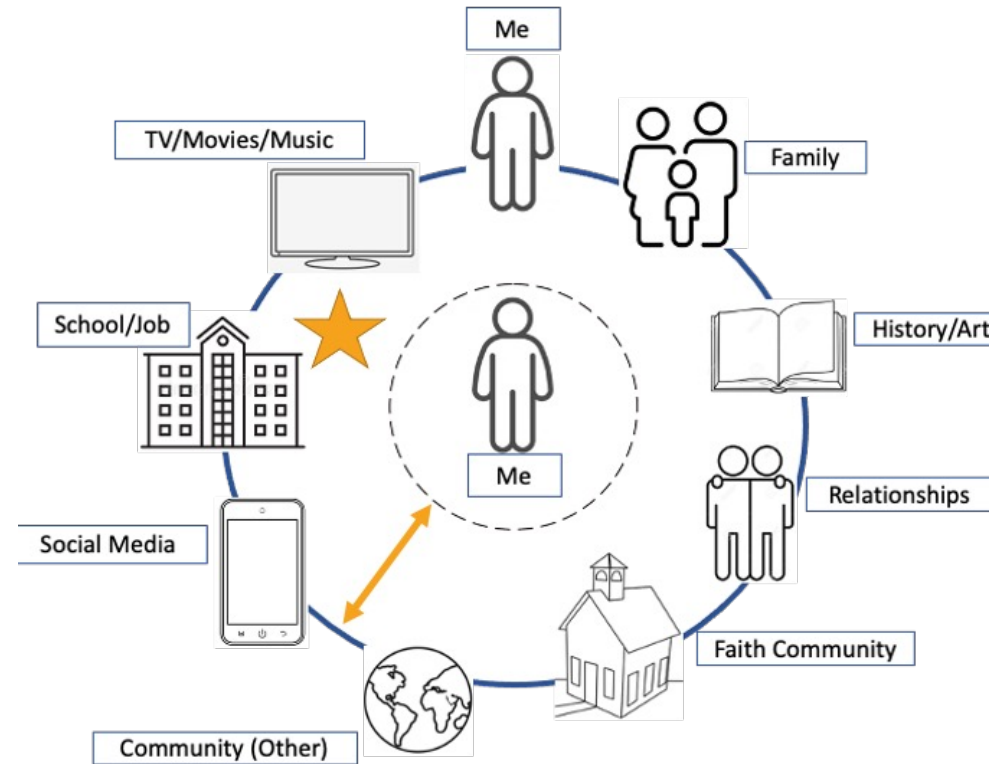 Me
TV/Movies/Music
Family
School/Job
History/Art
Me
Relationships
Social Media
Faith Community
Community (Other)